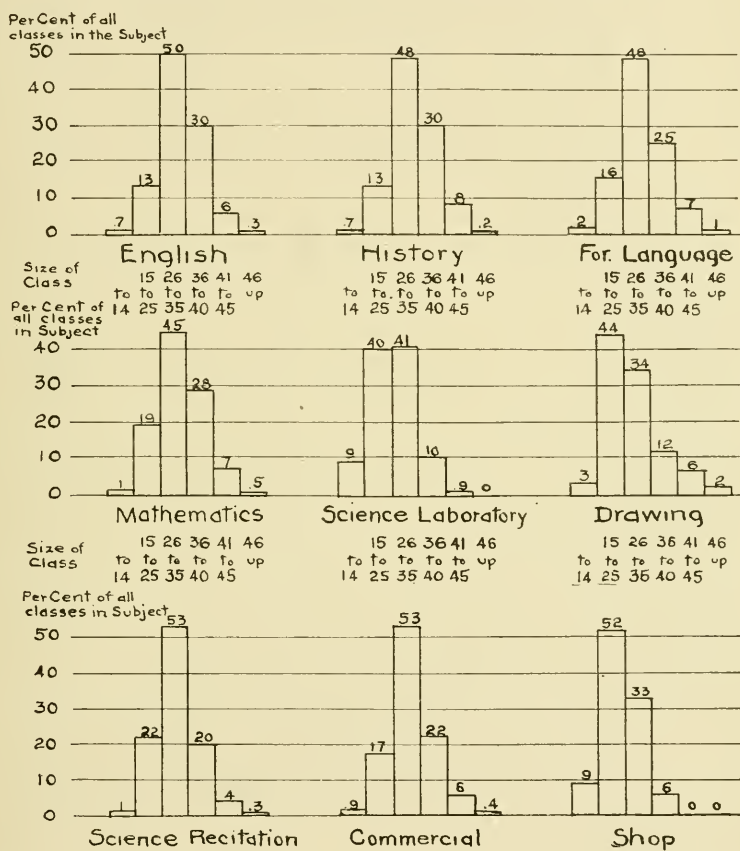 Per Cent of all
classes in the Subject
50 50 48 48
40
30 30 30 25
20
10 13 13 16
0 .7 6 .3 .7 8 .2 2 7 1
English History For. Language
Size of Class
15 26 36 41 46 15 26 36 41 46 15 26 36 41 46
to to to to to up to to. to to to up to to to to to up
14 25 35 40 45 14 25 35 40 45 14 25 35 40 45
Per Cent of
all classes
in Subject
40 45 40 41 44
30 28 34
20 19
10 9 10 12
0 1 7 .5 .9 0 3 6 2
Mathematics Science Laboratory Drawing
Size of Class
15 26 36 41 46 15 26 36 41 46 15 26 36 41 46
to to to to to up to to to to to up to to to to to up
14 25 35 40 45 14 25 35 40 45 14 25 35 40 45
Per Cent of all
classes in Subject
50 53 53 52
40
30 33
20 22 20 17 22
10 9
0 .1 4 .3 .9 6 .4 6 0 0
Science Recitation Commercial Shop